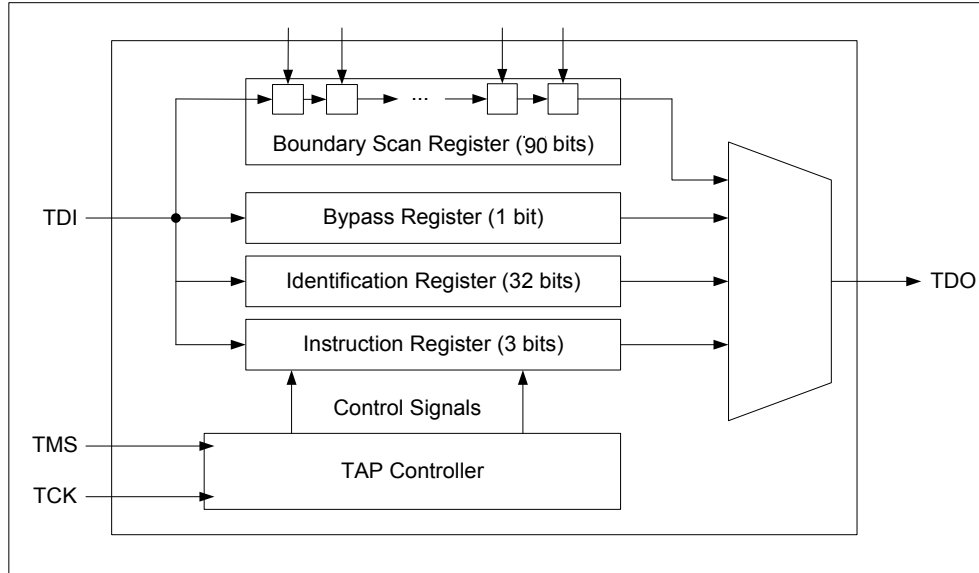 ...
Boundary Scan Register (90 bits)
TDI
Bypass Register (1 bit)
Identification Register (32 bits)
TDO
Instruction Register (3 bits)
Control Signals
TMS
TAP Controller
TCK